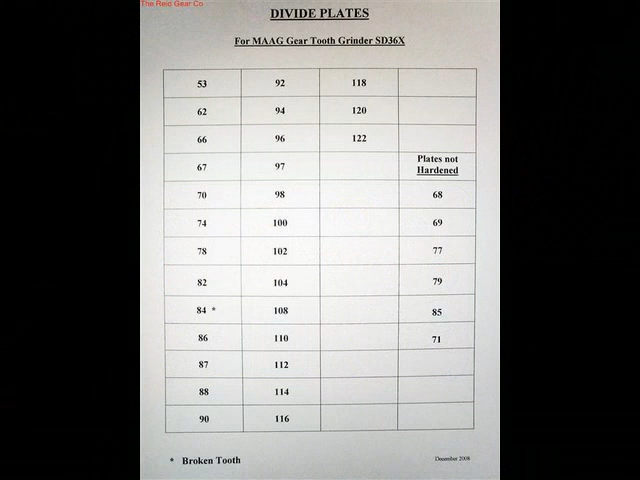 The Reid Gear Co
DIVIDE PLATES
For MAAG Gear Tooth Grinder SD36X
53 92 118
62 94 120
66 96 122
67 97 Plates not Hardened
70 98 68
74 100 69
78 102 77
82 104 79
84 * 108 85
86 110 71
87 112
88 114
90 116
* Broken Tooth
December 2008